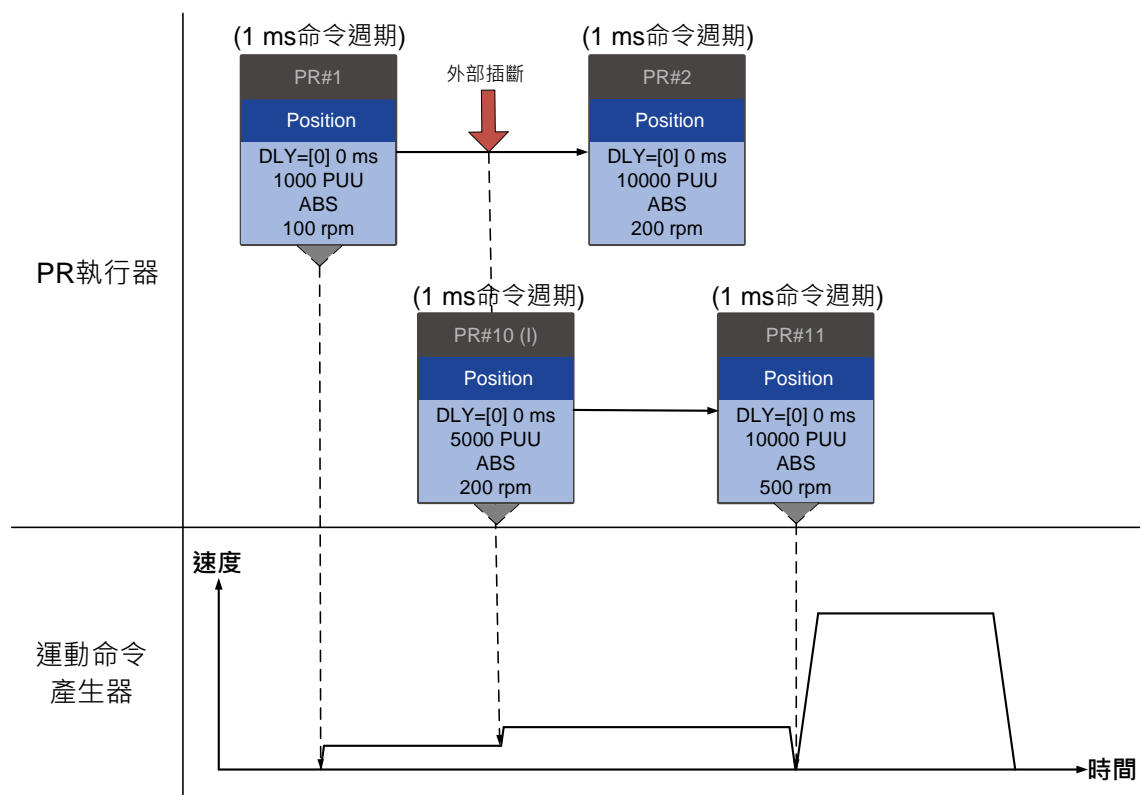 (1 ms命令週期)
(1 ms命令週期)
PR#1
外部插斷
PR#2
Position
Position
DLY=[0] 0 ms
1000 PUU
ABS
100 rpm
DLY=[0] 0 ms
10000 PUU
ABS
200 rpm
PR執行器
(1 ms命令週期)
(1 ms命令週期)
PR#10 (I)
PR#11
Position
Position
DLY=[0] 0 ms
5000 PUU
ABS
200 rpm
DLY=[0] 0 ms
10000 PUU
ABS
500 rpm
速度
運動命令
產生器
時間